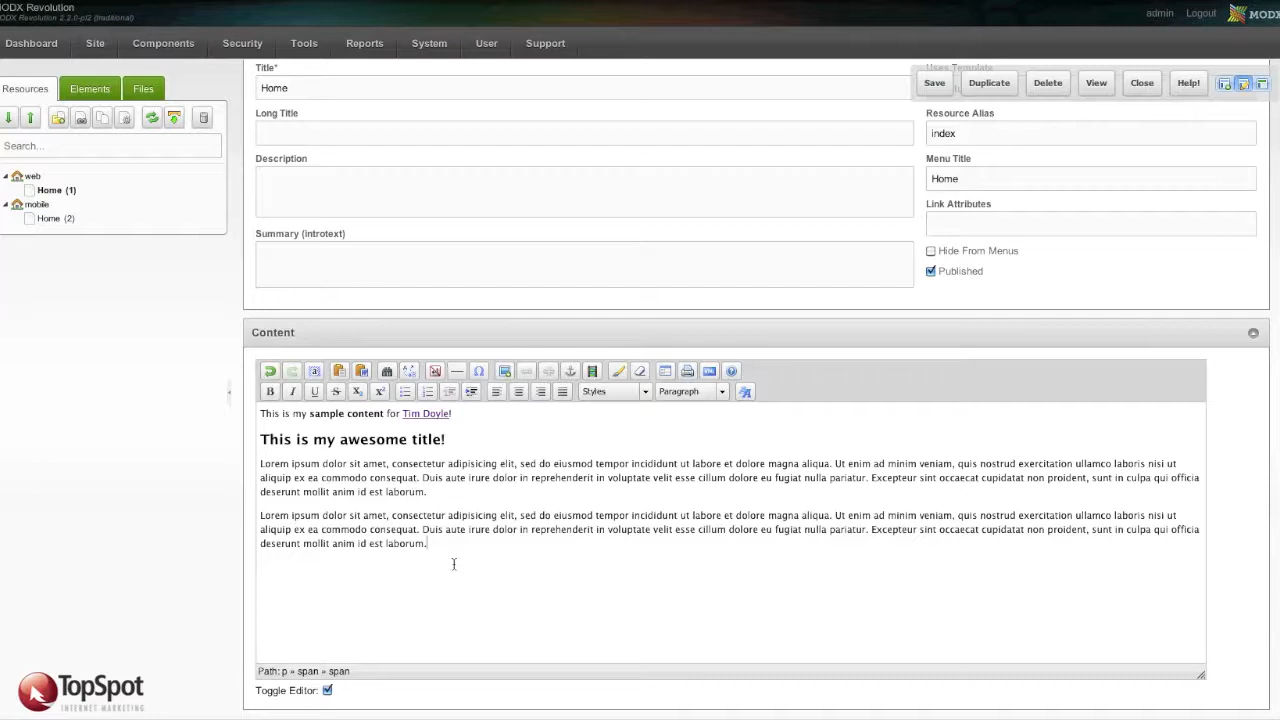 MODX Revolution
MODX Revolution 2.2.0-pl2 (traditional)
admin Logout MODX
Dashboard Site Components Security Tools Reports System User Support
Resources Elements Files
Search...
web
Home (1)
mobile
Home (2)
Title*
Home
Uses Template
Save Duplicate Delete View Close Help!
Long Title
Resource Alias
index
Description
Menu Title
Home
Link Attributes
Summary (introtext)
Hide From Menus
Published
Content
Styles Paragraph
This is my sample content for Tim Doyle!
This is my awesome title!
Lorem ipsum dolor sit amet, consectetur adipisicing elit, sed do eiusmod tempor incididunt ut labore et dolore magna aliqua. Ut enim ad minim veniam, quis nostrud exercitation ullamco laboris nisi ut
aliquip ex ea commodo consequat. Duis aute irure dolor in reprehenderit in voluptate velit esse cillum dolore eu fugiat nulla pariatur. Excepteur sint occaecat cupidatat non proident, sunt in culpa qui officia
deserunt mollit anim id est laborum.
Lorem ipsum dolor sit amet, consectetur adipisicing elit, sed do eiusmod tempor incididunt ut labore et dolore magna aliqua. Ut enim ad minim veniam, quis nostrud exercitation ullamco laboris nisi ut
aliquip ex ea commodo consequat. Duis aute irure dolor in reprehenderit in voluptate velit esse cillum dolore eu fugiat nulla pariatur. Excepteur sint occaecat cupidatat non proident, sunt in culpa qui officia
deserunt mollit anim id est laborum.
Path: p » span » span
Toggle Editor:
TopSpot
INTERNET MARKETING